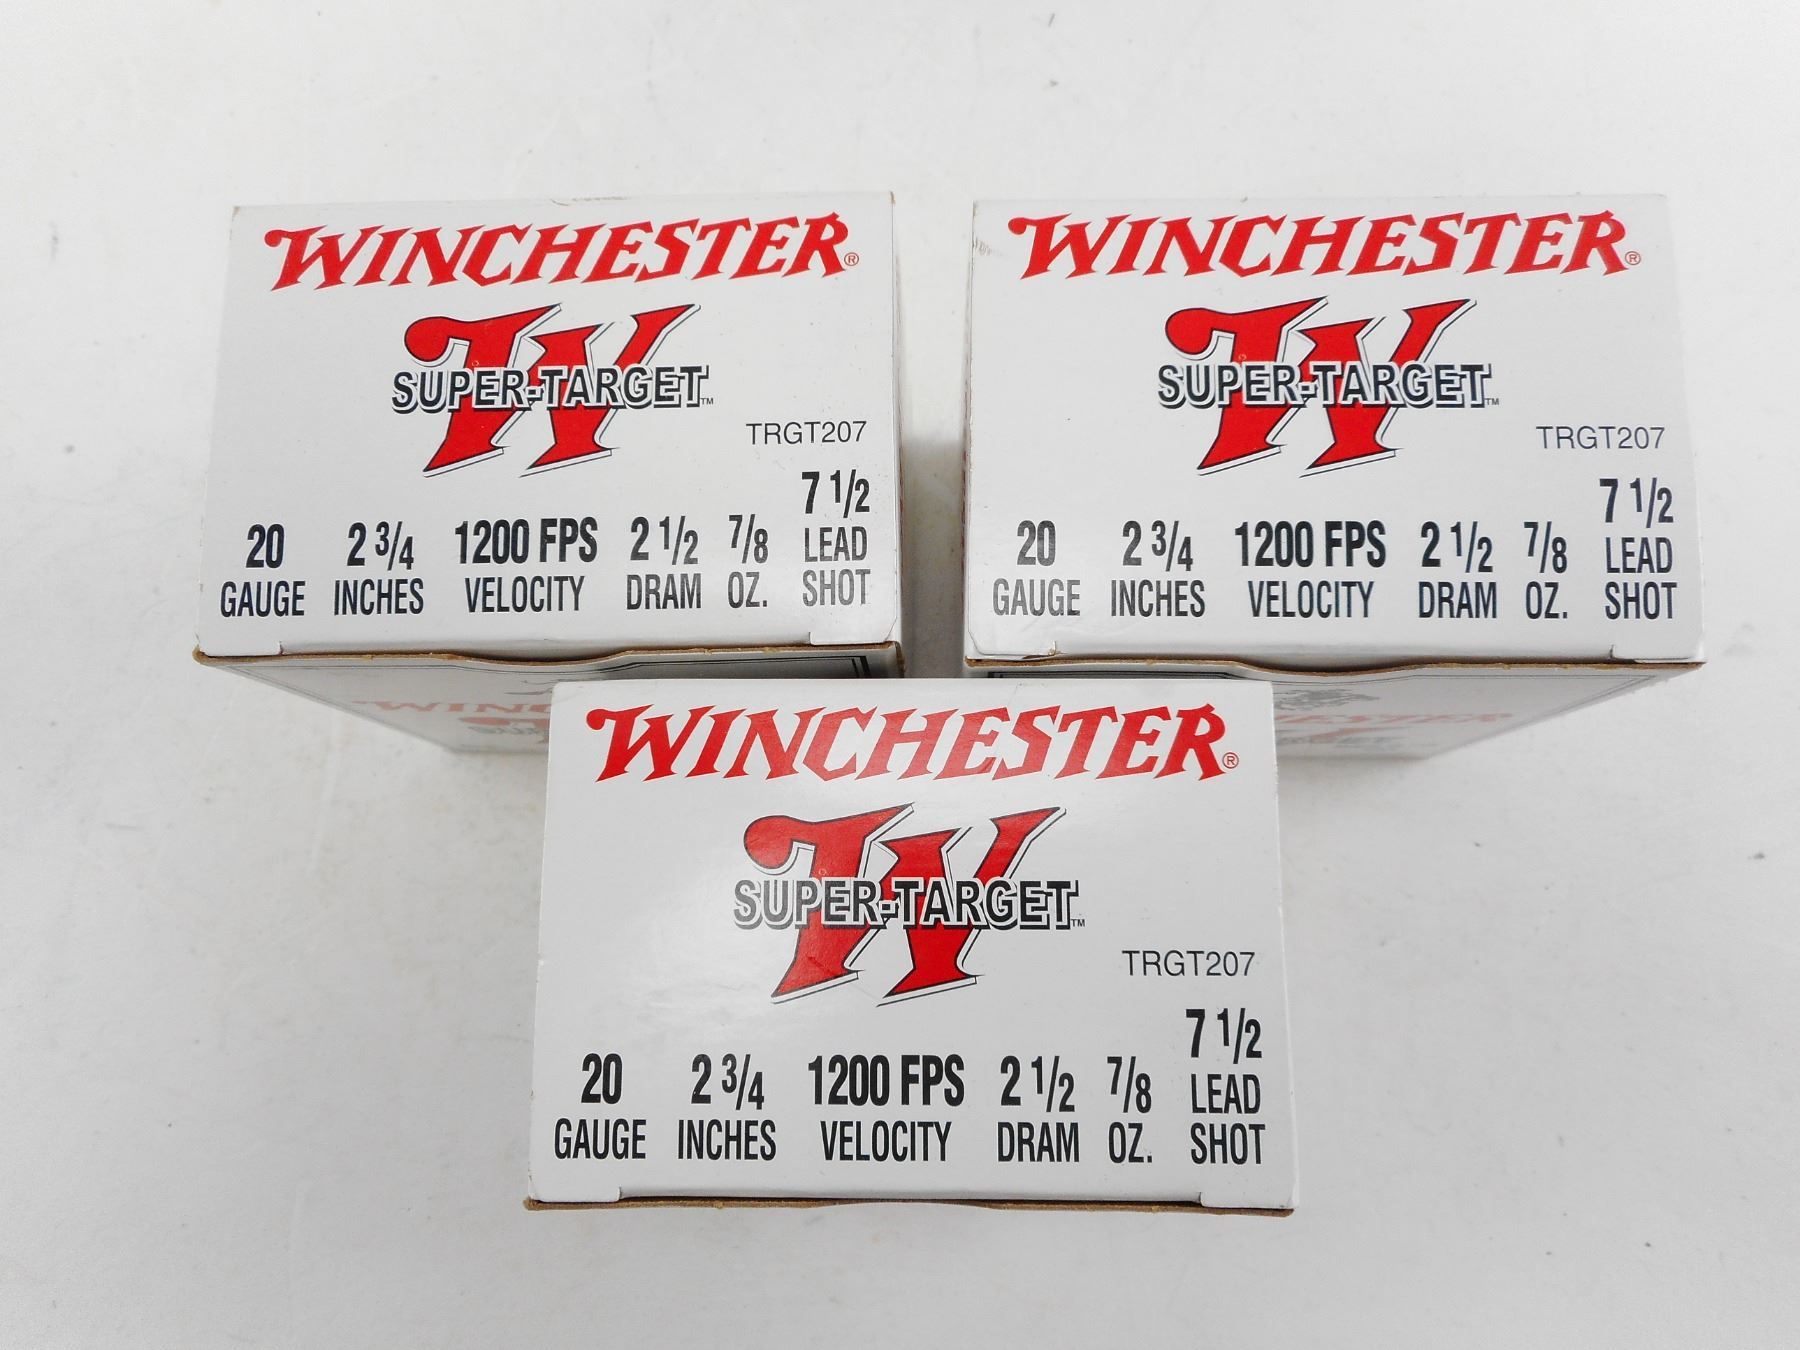 WINCHESTER®
SUPER-TARGET™
TRGT207
20 GAUGE
2 3/4 INCHES
1200 FPS VELOCITY
2 1/2 DRAM
7/8 OZ.
7 1/2 LEAD SHOT
WINCHESTER®
SUPER-TARGET™
TRGT207
20 GAUGE
2 3/4 INCHES
1200 FPS VELOCITY
2 1/2 DRAM
7/8 OZ.
7 1/2 LEAD SHOT
WINCHESTER®
SUPER-TARGET™
TRGT207
20 GAUGE
2 3/4 INCHES
1200 FPS VELOCITY
2 1/2 DRAM
7/8 OZ.
7 1/2 LEAD SHOT